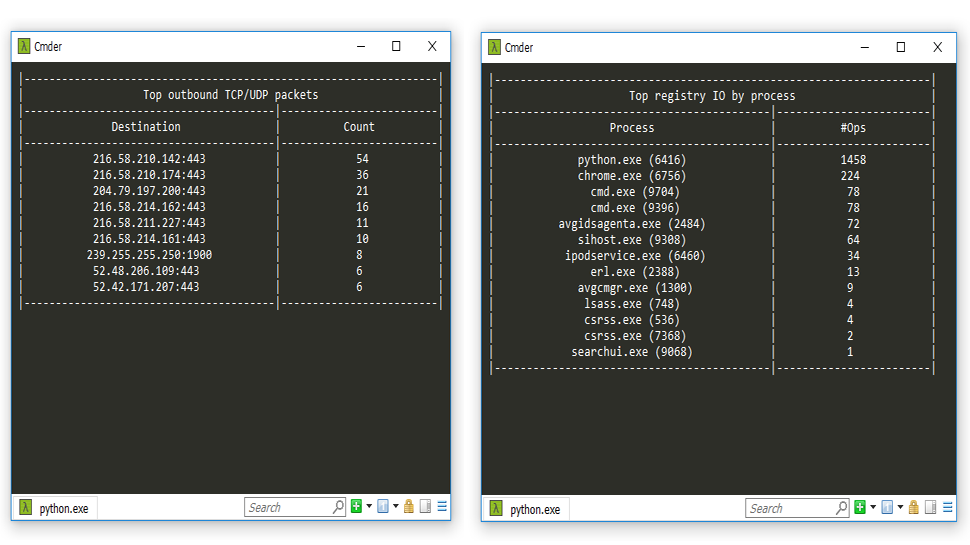 Cmder
Top outbound TCP/UDP packets
Destination Count
216.58.210.142:443 54
216.58.210.174:443 36
204.79.197.200:443 21
216.58.214.162:443 16
216.58.211.227:443 11
216.58.214.161:443 10
239.255.255.250:1900 8
52.48.206.109:443 6
52.42.171.207:443 6
python.exe Search
Cmder
Top registry IO by process
Process #Ops
python.exe (6416) 1458
chrome.exe (6756) 224
cmd.exe (9704) 78
cmd.exe (9396) 78
avgidsagenta.exe (2484) 72
sihost.exe (9308) 64
ipodservice.exe (6460) 34
erl.exe (2388) 13
avgcmgr.exe (1300) 9
lsass.exe (748) 4
csrss.exe (536) 4
csrss.exe (7368) 2
searchui.exe (9068) 1
python.exe Search